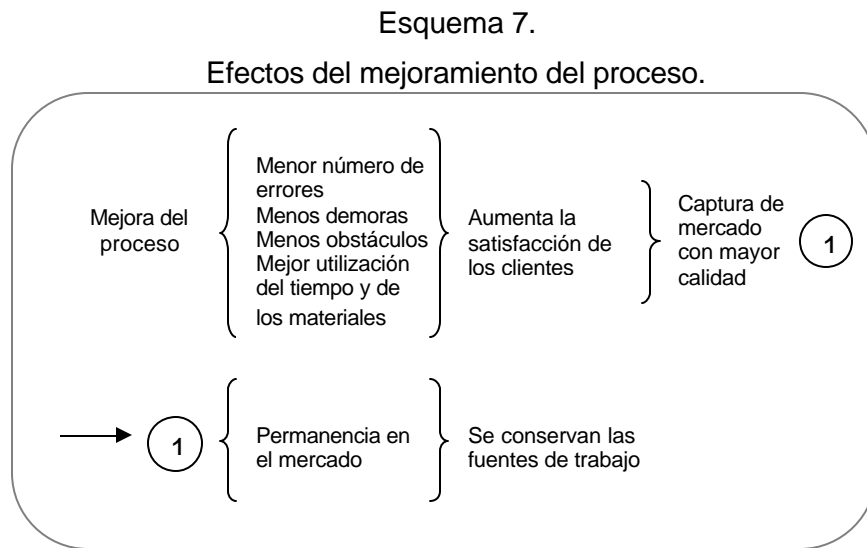 Esquema 7.
Efectos del mejoramiento del proceso.
Mejora del
proceso
Menor número de
errores
Menos demoras
Menos obstáculos
Mejor utilización
del tiempo y de
los materiales
Aumenta la
satisfacción de
los clientes
Captura de
mercado
con mayor
calidad
1
1
Permanencia en
el mercado
Se conservan las
fuentes de trabajo